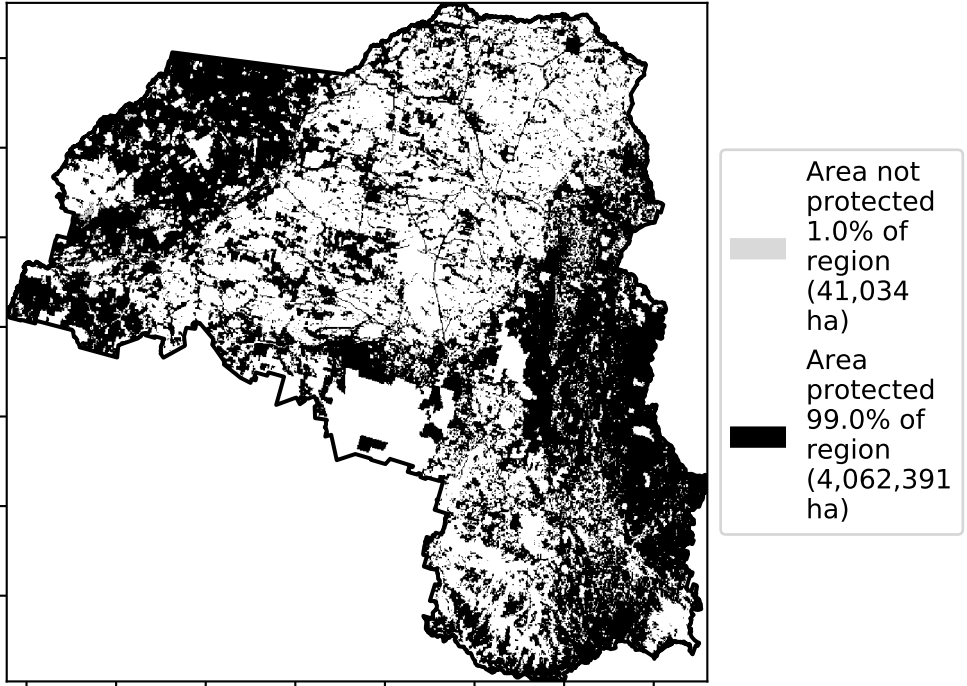 Area not
protected
1.0% of
region
(41,034
ha)
Area
protected
99.0% of
region
(4,062,391
ha)